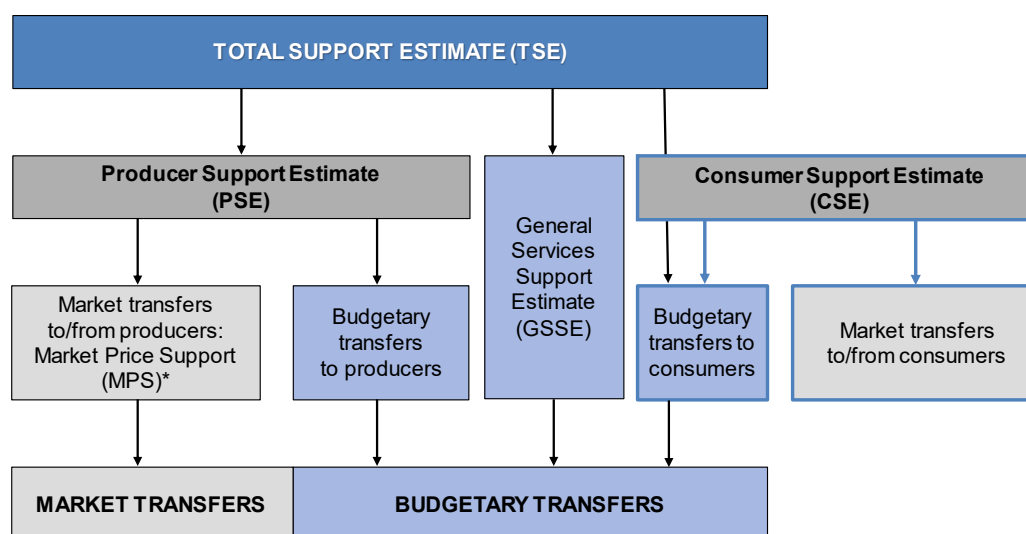 TOTAL SUPPORT ESTIMATE (TSE)
Producer Support Estimate
(PSE)
General
Services
Support
Estimate
(GSSE)
Consumer Support Estimate
(CSE)
Market transfers
to/from producers:
Market Price Support
(MPS)*
Budgetary
transfers
to producers
Budgetary
transfers to
consumers
Market transfers
to/from consumers
MARKET TRANSFERS
BUDGETARY TRANSFERS